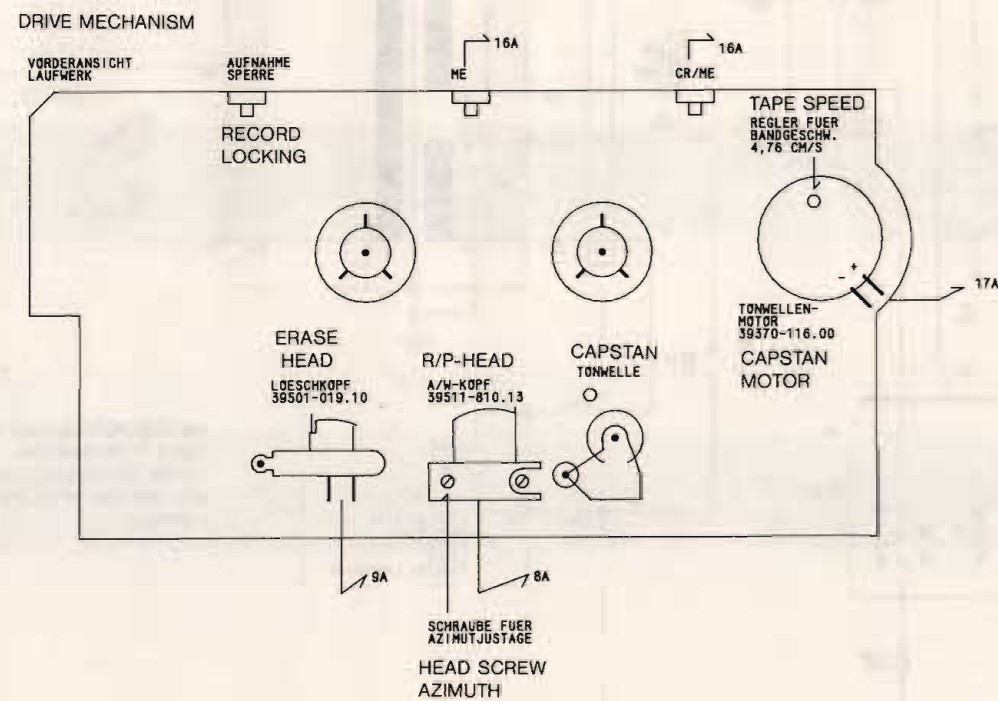 DRIVE MECHANISM
VORDERANSICHT
LAUFWERK
AUFNAHME
SPERRE
RECORD
LOCKING
ME
16A
CR/ME
16A
TAPE SPEED
REGLER FUER
BANDGESCHW.
4,76 CM/S
- +
17A
TONWELLEN-
MOTOR
39370-116.00
CAPSTAN
MOTOR
ERASE
HEAD
LOESCHKOPF
39501-019.10
R/P-HEAD
A/W-KOPF
39511-810.13
CAPSTAN
TONWELLE
9A
8A
SCHRAUBE FUER
AZIMUTJUSTAGE
HEAD SCREW
AZIMUTH